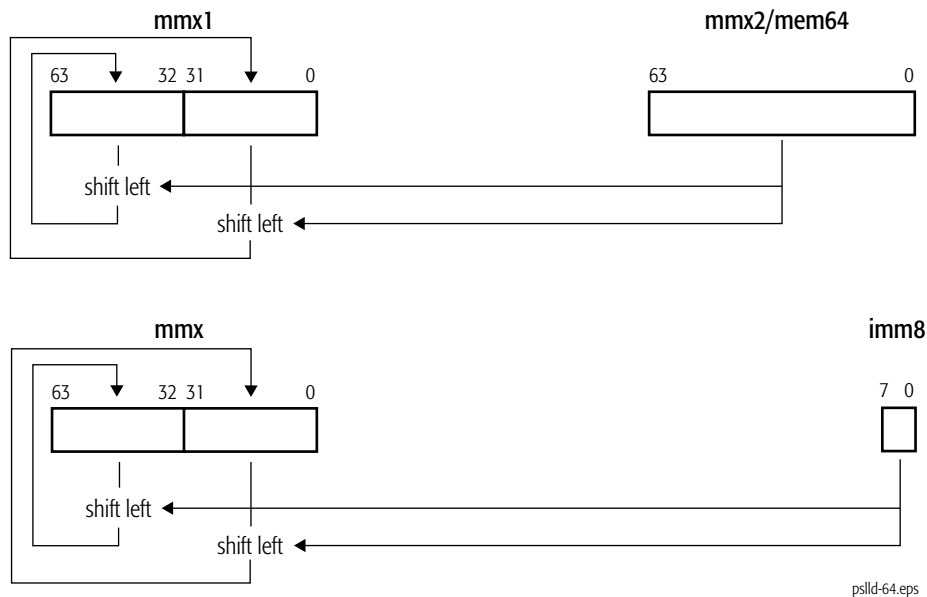 mmx1 mmx2/mem64
63 32 31 0 63 0
shift left
shift left
mmx imm8
63 32 31 0 7 0
shift left
shift left
pslld-64.eps